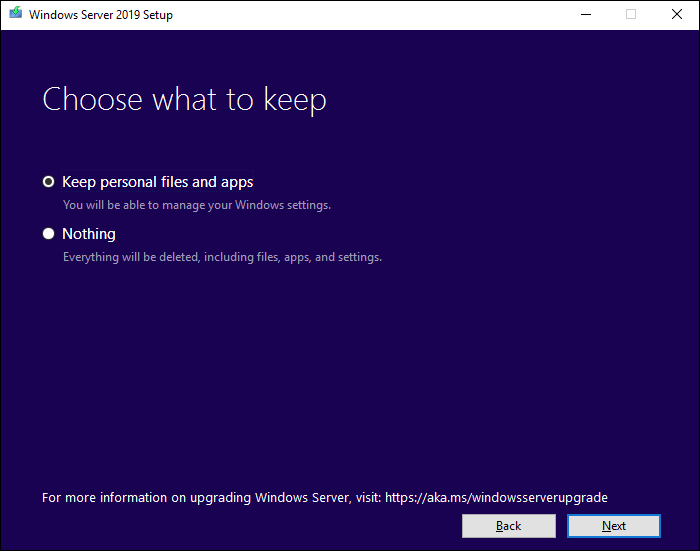 Windows Server 2019 Setup
Choose what to keep
Keep personal files and apps
You will be able to manage your Windows settings.
Nothing
Everything will be deleted, including files, apps, and settings.
For more information on upgrading Windows Server, visit: https://aka.ms/windowsserverupgrade
Back Next